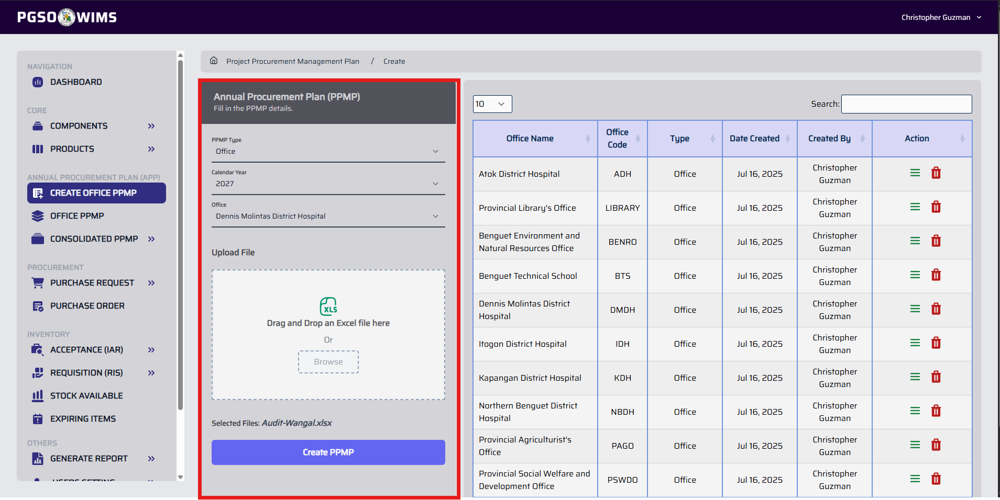 PGSO WIMS
Christopher Guzman
NAVIGATION
DASHBOARD
CORE
COMPONENTS
PRODUCTS
ANNUAL PROCUREMENT PLAN (APP)
CREATE OFFICE PPMP
OFFICE PPMP
CONSOLIDATED PPMP
PROCUREMENT
PURCHASE REQUEST
PURCHASE ORDER
INVENTORY
ACCEPTANCE (IAR)
REQUISITION (RIS)
STOCK AVAILABLE
EXPIRING ITEMS
OTHERS
GENERATE REPORT
USERS SETTING
Project Procurement Management Plan / Create
Annual Procurement Plan (PPMP)
Fill in the PPMP details.
PPMP Type
Office
Calendar Year
2027
Office
Dennis Molintas District Hospital
Upload File
XLS
Drag and Drop an Excel file here
Or
Browse
Selected Files: Audit-Wangal.xlsx
Create PPMP
10
Search:
Office Name Office Code Type Date Created Created By Action
Atok District Hospital ADH Office Jul 16, 2025 Christopher Guzman
Provincial Library's Office LIBRARY Office Jul 16, 2025 Christopher Guzman
Benguet Environment and Natural Resources Office BENRO Office Jul 16, 2025 Christopher Guzman
Benguet Technical School BTS Office Jul 16, 2025 Christopher Guzman
Dennis Molintas District Hospital DMDH Office Jul 16, 2025 Christopher Guzman
Itogon District Hospital IDH Office Jul 16, 2025 Christopher Guzman
Kapangan District Hospital KDH Office Jul 16, 2025 Christopher Guzman
Northern Benguet District Hospital NBDH Office Jul 16, 2025 Christopher Guzman
Provincial Agriculturist's Office PAGO Office Jul 16, 2025 Christopher Guzman
Provincial Social Welfare and Development Office PSWDO Office Jul 16, 2025 Christopher Guzman